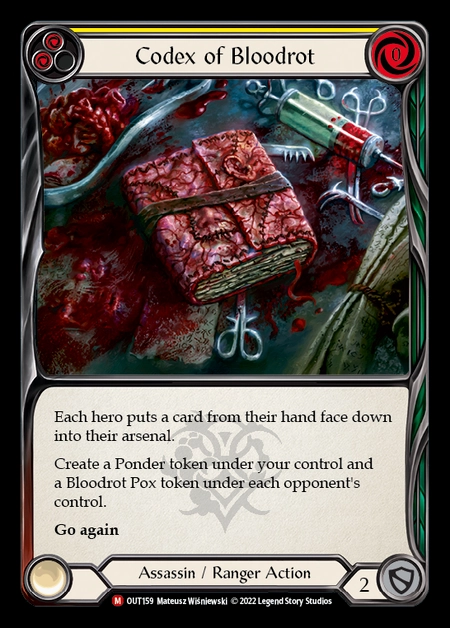 Codex of Bloodrot
0
Each hero puts a card from their hand face down
into their arsenal.
Create a Ponder token under your control and
a Bloodrot Pox token under each opponent's
control.
Go again
Assassin / Ranger Action
2
M OUT159 Mateusz Wiśniewski © 2022 Legend Story Studios